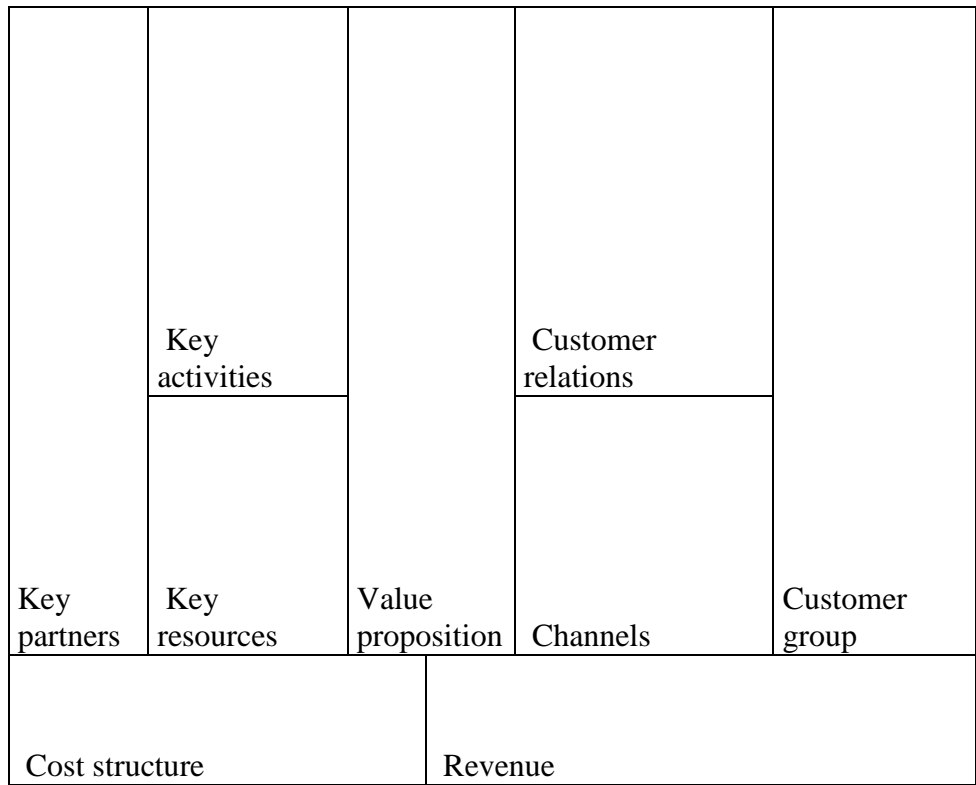 Key
activities
Customer
relations
Key
partners
Key
resources
Value
proposition
Channels
Customer
group
Cost structure
Revenue